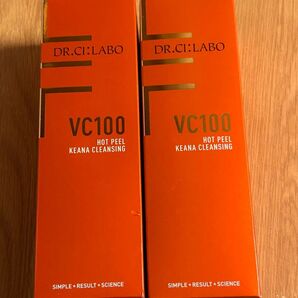 DR.CI:LABO
VC100
HOT PEEL
KEANA CLEANSING
SIMPLE + RESULT + SCIENCE
DR.CI:LABO
VC100
HOT PEEL
KEANA CLEANSING
SIMPLE + RESULT + SCIENCE